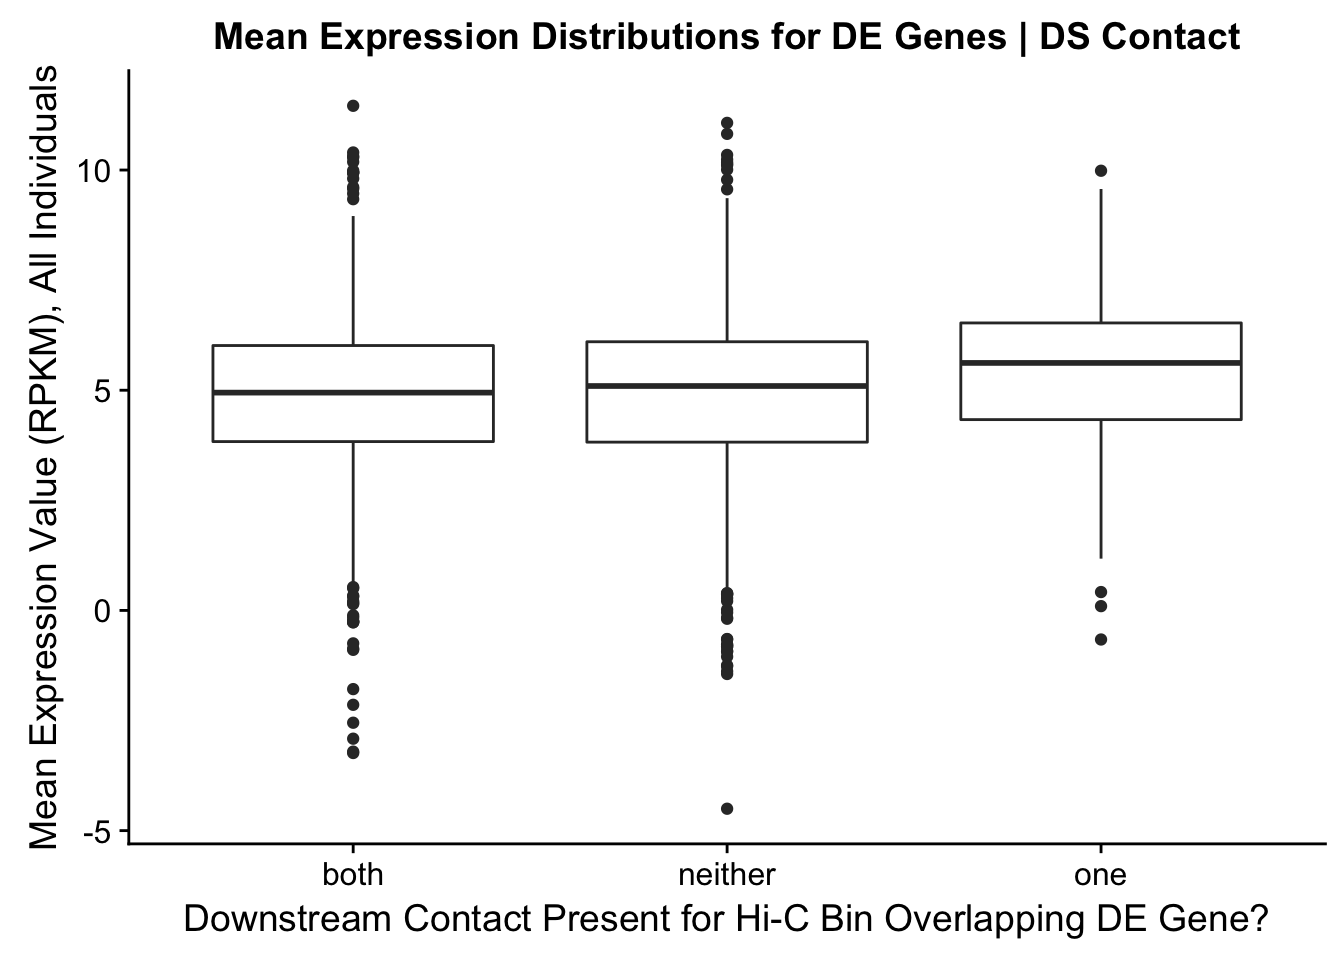 Mean Expression Distributions for DE Genes | DS Contact
Mean Expression Value (RPKM), All Individuals
10
5
0
-5
both
neither
one
Downstream Contact Present for Hi-C Bin Overlapping DE Gene?